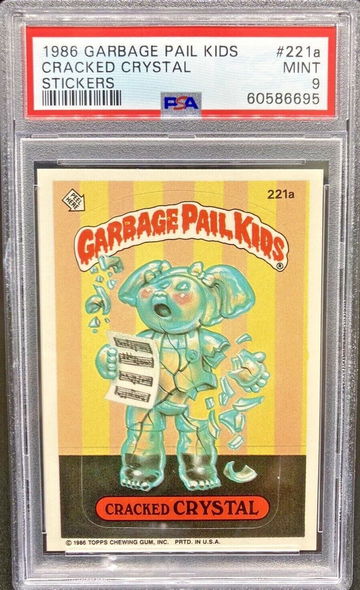 1986 GARBAGE PAIL KIDS #221a
CRACKED CRYSTAL MINT
STICKERS 9
PSA 60586695
PEEL HERE
221a
GARBAGE PAIL KIDS®
CRACKED CRYSTAL
© 1986 TOPPS CHEWING GUM, INC. PRTD. IN U.S.A.